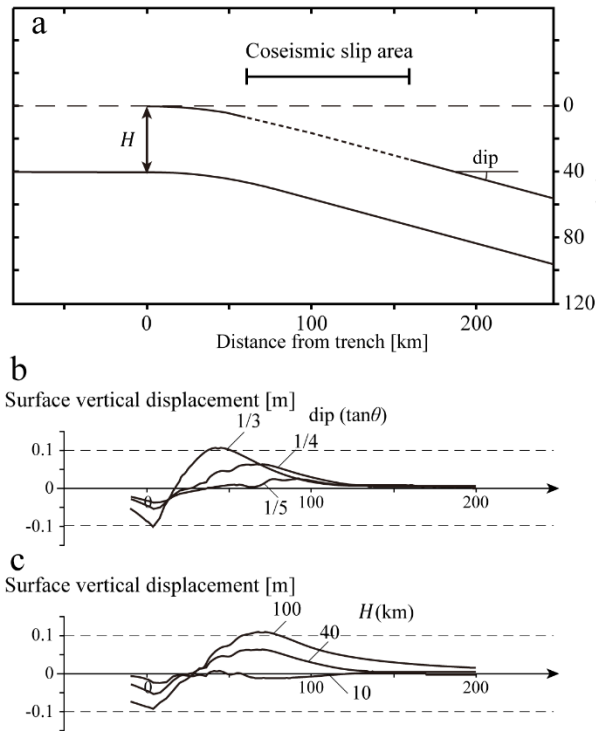 a
Coseismic slip area
0
H
dip
40
80
120
0
100
200
Distance from trench [km]
b
Surface vertical displacement [m]
1/3
dip (tanθ)
1/4
0.1
0
0
100
200
1/5
-0.1
c
Surface vertical displacement [m]
100
H (km)
40
0.1
0
0
100
10
200
-0.1